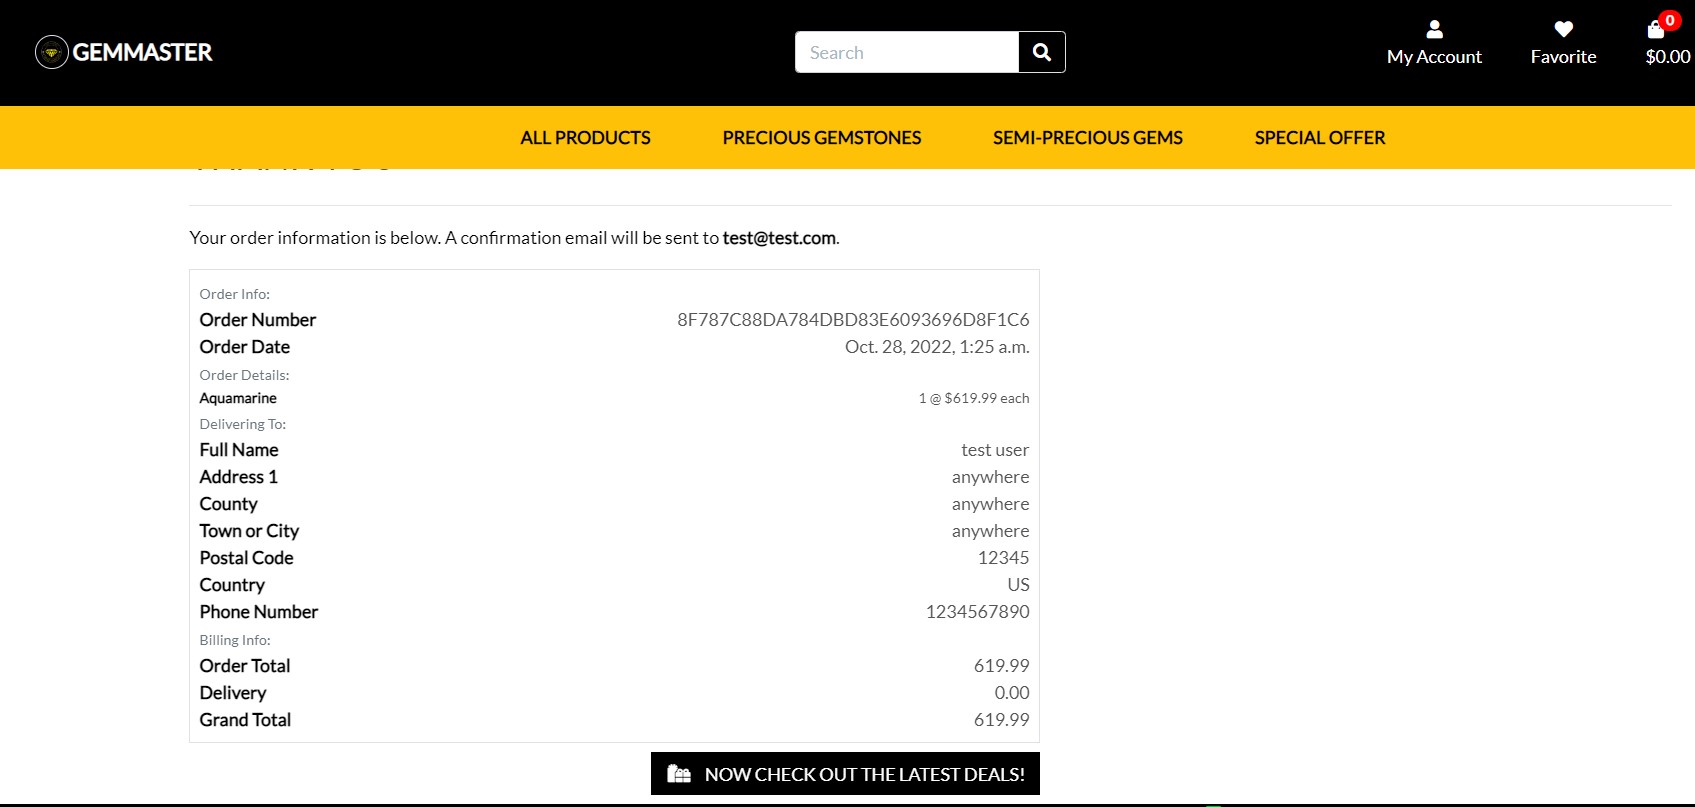 GEMMASTER
Search
My Account
Favorite
0
$0.00
ALL PRODUCTS PRECIOUS GEMSTONES SEMI-PRECIOUS GEMS SPECIAL OFFER
Your order information is below. A confirmation email will be sent to test@test.com.
Order Info:
Order Number 8F787C88DA784DBD83E6093696D8F1C6
Order Date Oct. 28, 2022, 1:25 a.m.
Order Details:
Aquamarine 1 @ $619.99 each
Delivering To:
Full Name test user
Address 1 anywhere
County anywhere
Town or City anywhere
Postal Code 12345
Country US
Phone Number 1234567890
Billing Info:
Order Total 619.99
Delivery 0.00
Grand Total 619.99
NOW CHECK OUT THE LATEST DEALS!